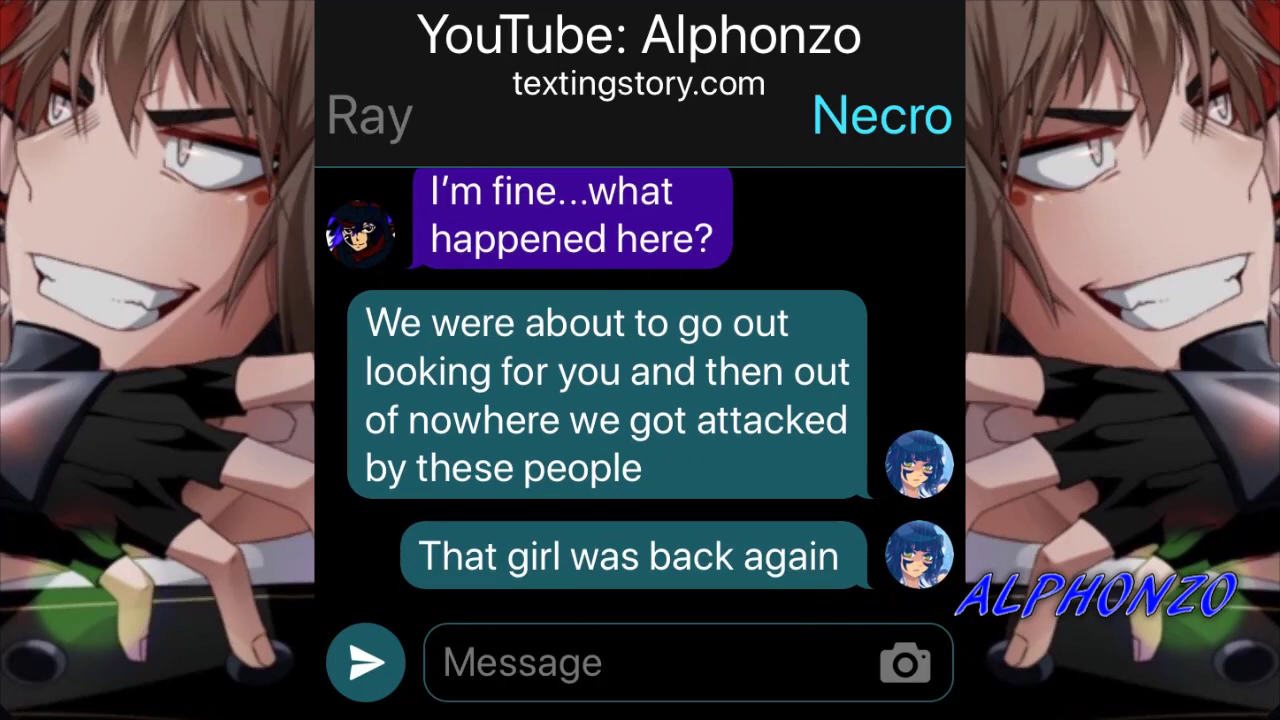 YouTube: Alphonzo
textingstory.com
Ray
Necro
I’m fine...what
happened here?
We were about to go out
looking for you and then out
of nowhere we got attacked
by these people
That girl was back again
ALPHONZO
Message